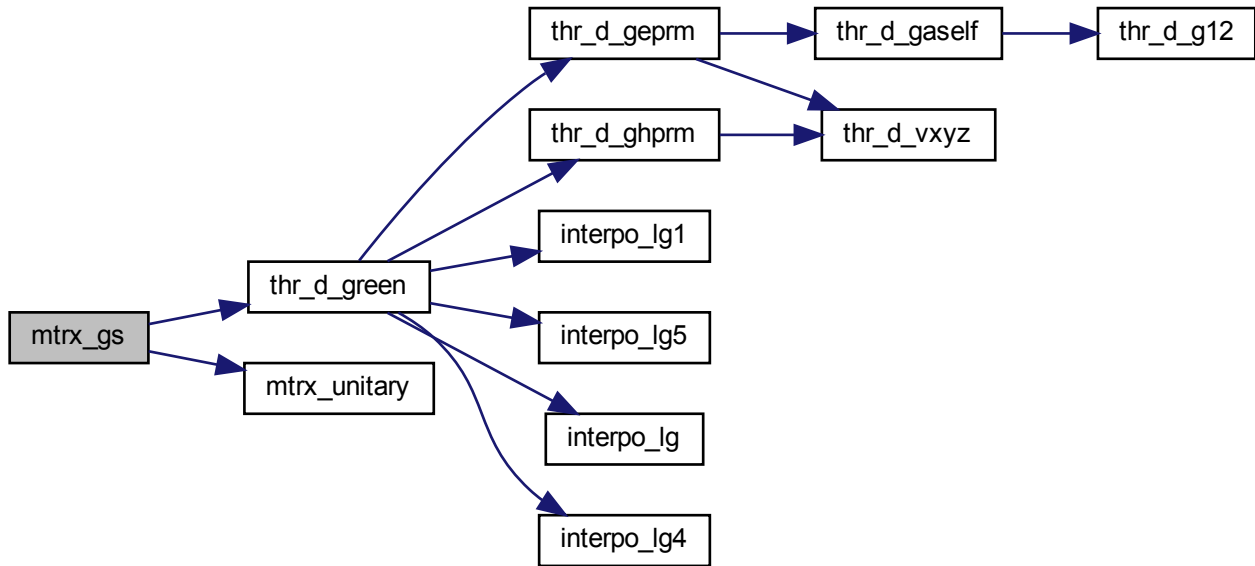 thr_d_geprm
thr_d_gaself
thr_d_g12
thr_d_ghprm
thr_d_vxyz
interpo_lg1
thr_d_green
mtrx_gs
interpo_lg5
mtrx_unitary
interpo_lg
interpo_lg4